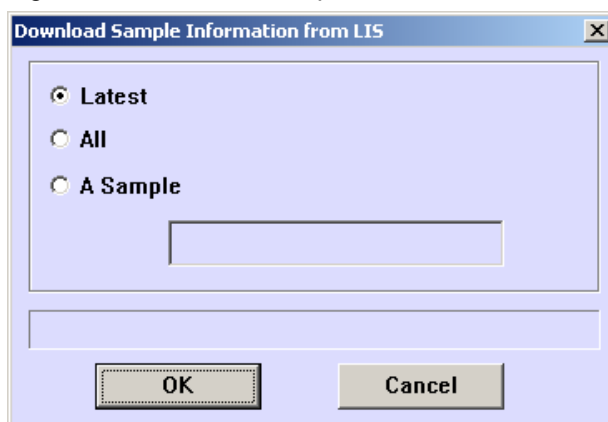 Download Sample Information from LIS
Latest
All
A Sample
OK Cancel